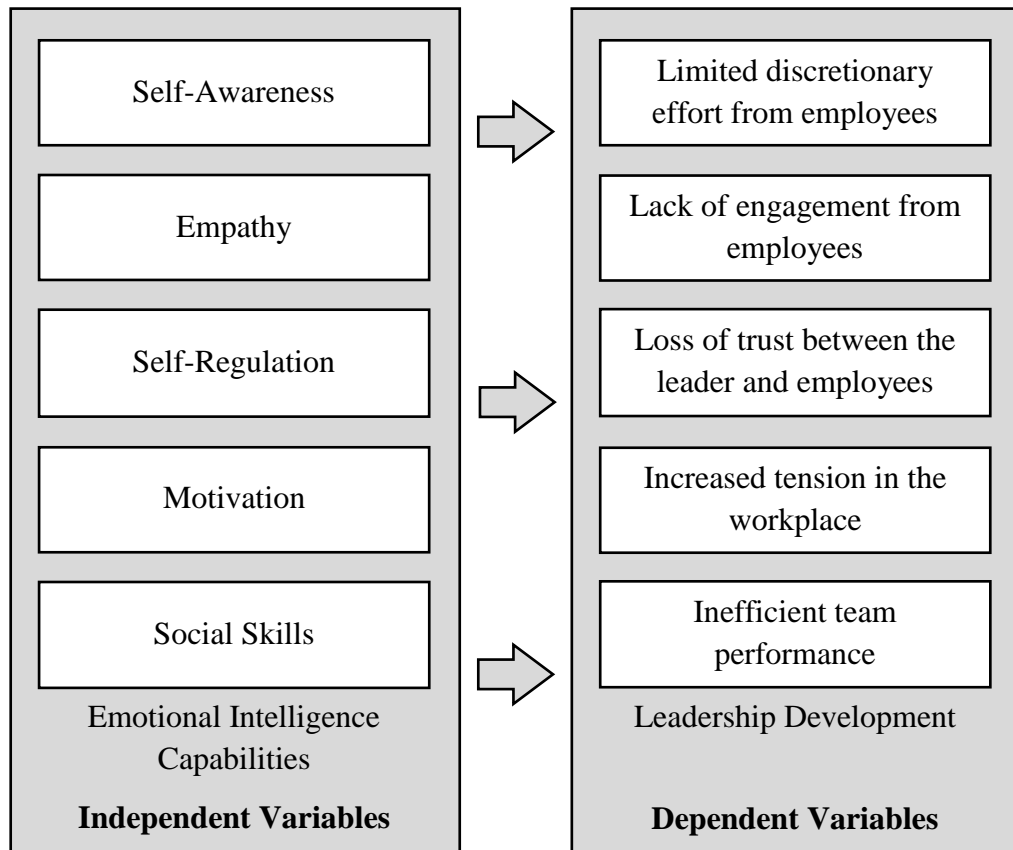 Self-Awareness
Empathy
Self-Regulation
Motivation
Social Skills
Emotional Intelligence
Capabilities
Independent Variables
Limited discretionary
effort from employees
Lack of engagement from
employees
Loss of trust between the
leader and employees
Increased tension in the
workplace
Inefficient team
performance
Leadership Development
Dependent Variables